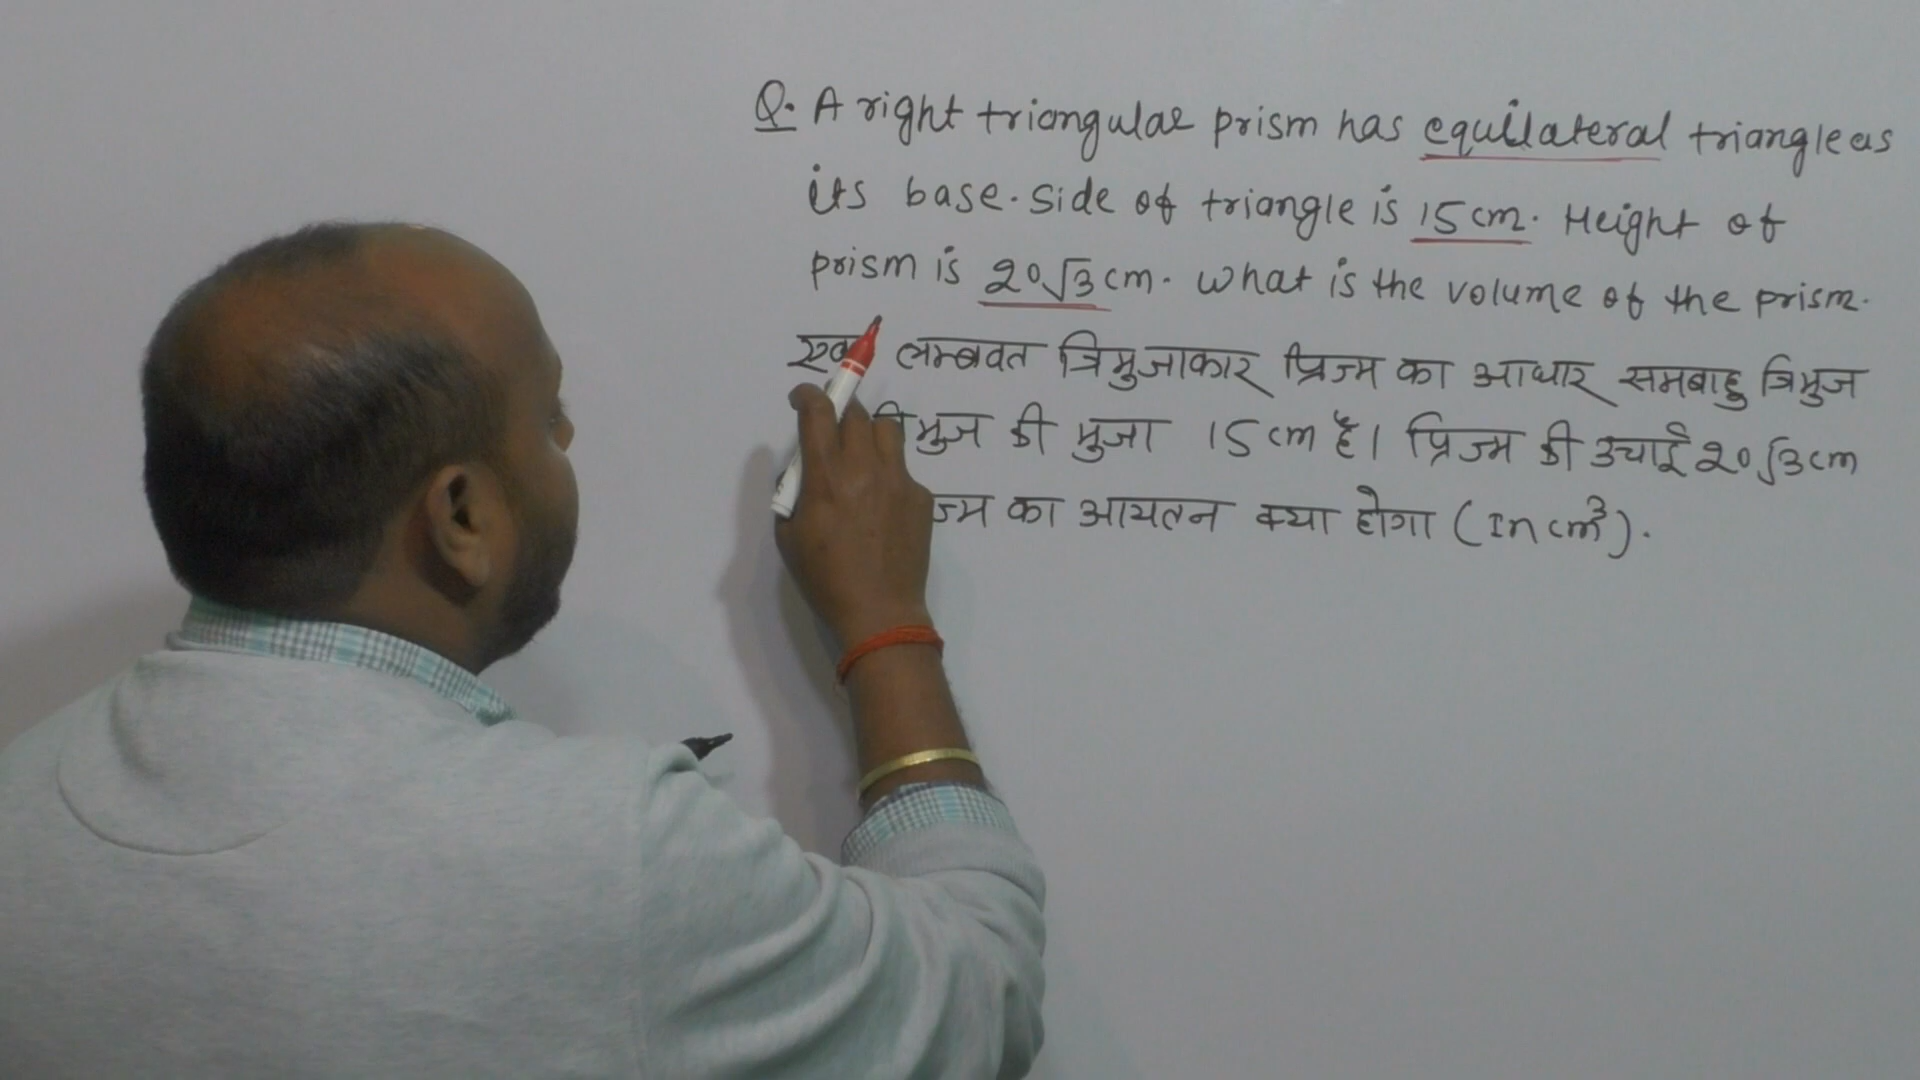 Q. A right triangular prism has equilateral triangle as
its base. Side of triangle is 15 cm. Height of
prism is 20√3 cm. What is the volume of the prism.
एक लम्बवत त्रिभुजाकार प्रिज्म का आधार समबाहु त्रिभुज
की भुजा 15 cm है। प्रिज्म की उचाई 20√3 cm
का आयतन क्या होगा (In cm³).